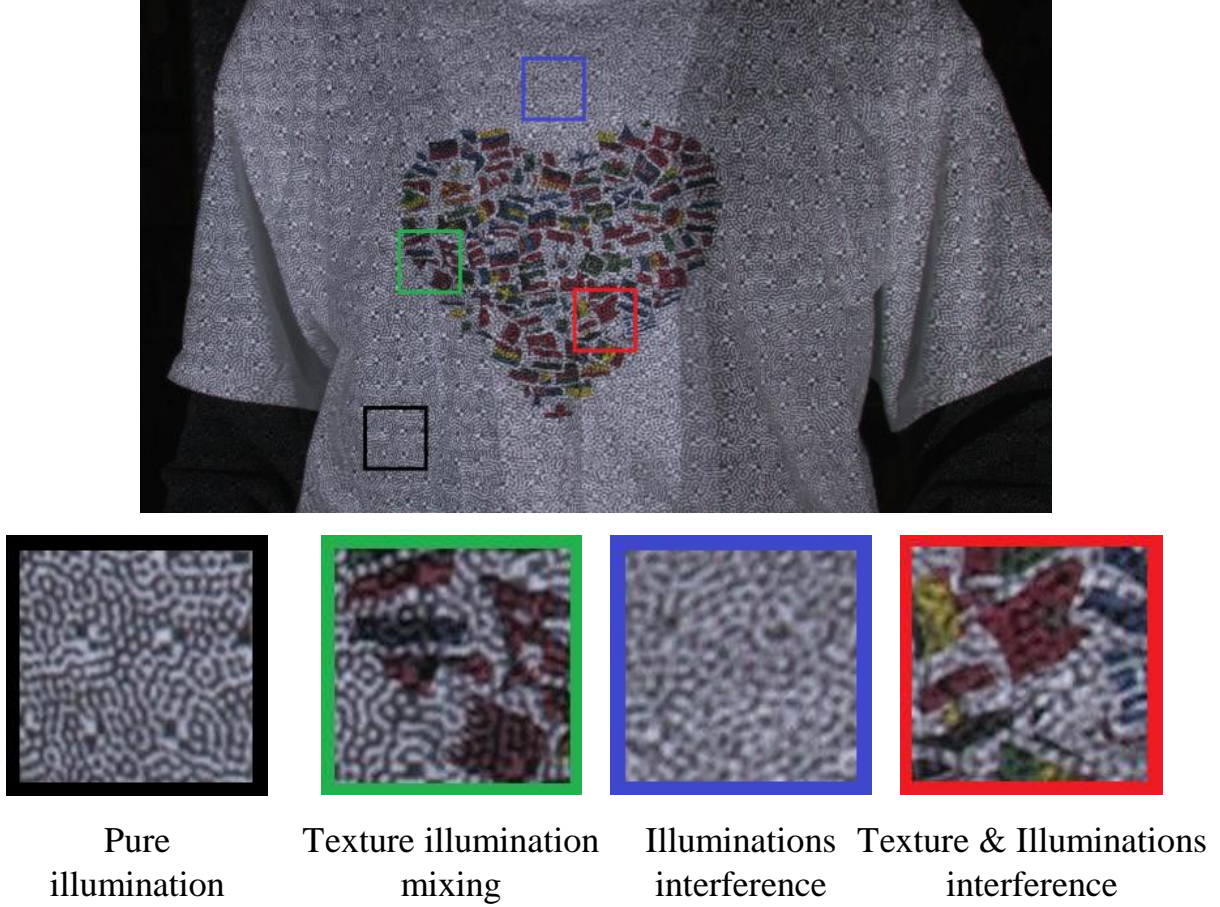 Pure
illumination
Texture illumination
mixing
Illuminations
interference
Texture & Illuminations
interference